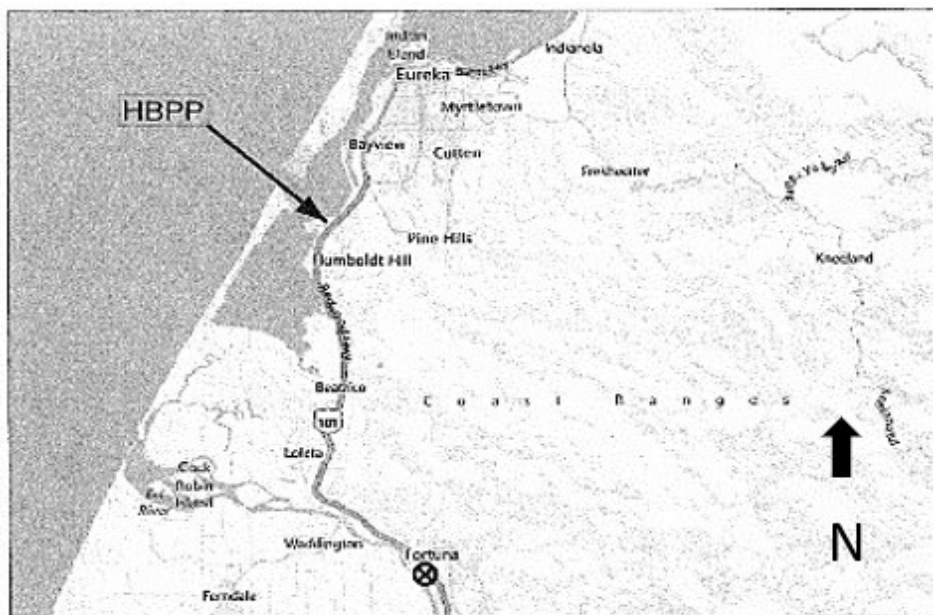 Indian
Island
Indianola
Eureka
Myrtletown
HBPP
Bayview
Cutten
Freshwater
Pine Hills
Humboldt Hill
Kneeland
Beatrice
Coast Ranges
101
Loleta
Cock
Robin
Island
Eel
River
N
Waddington
Fortuna
Ferndale